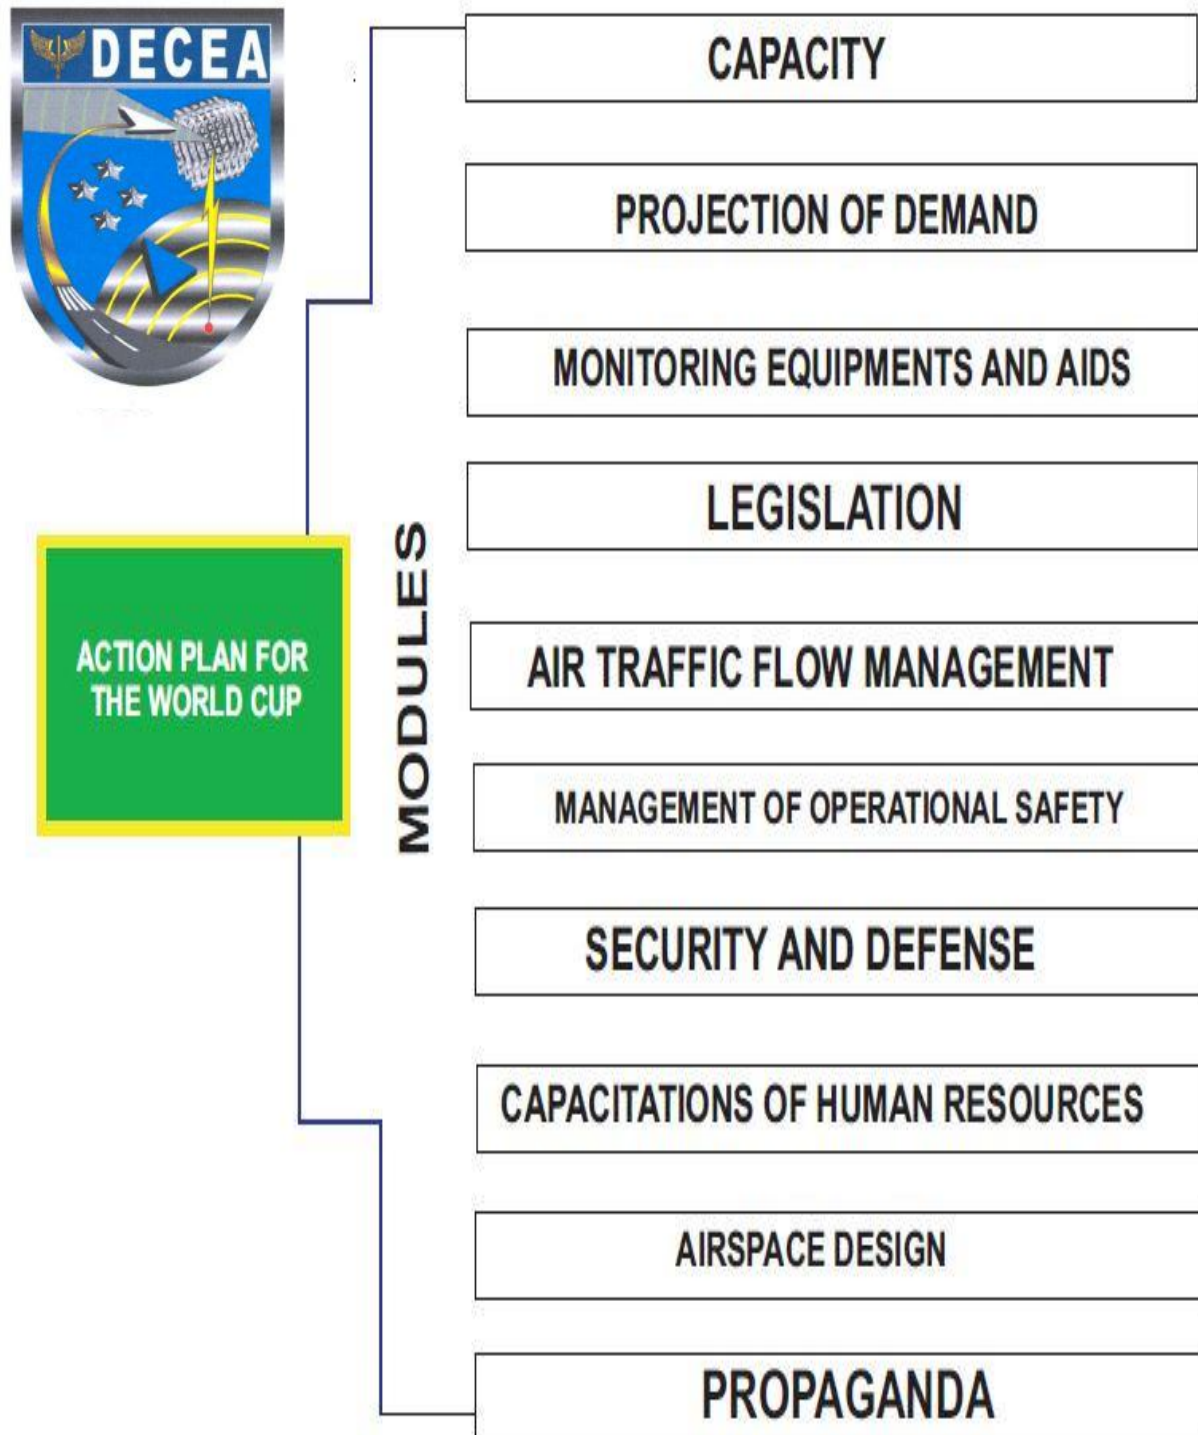 DECEA
CAPACITY
PROJECTION OF DEMAND
MONITORING EQUIPMENTS AND AIDS
LEGISLATION
ACTION PLAN FOR
THE WORLD CUP
MODULES
AIR TRAFFIC FLOW MANAGEMENT
MANAGEMENT OF OPERATIONAL SAFETY
SECURITY AND DEFENSE
CAPACITATIONS OF HUMAN RESOURCES
AIRSPACE DESIGN
PROPAGANDA